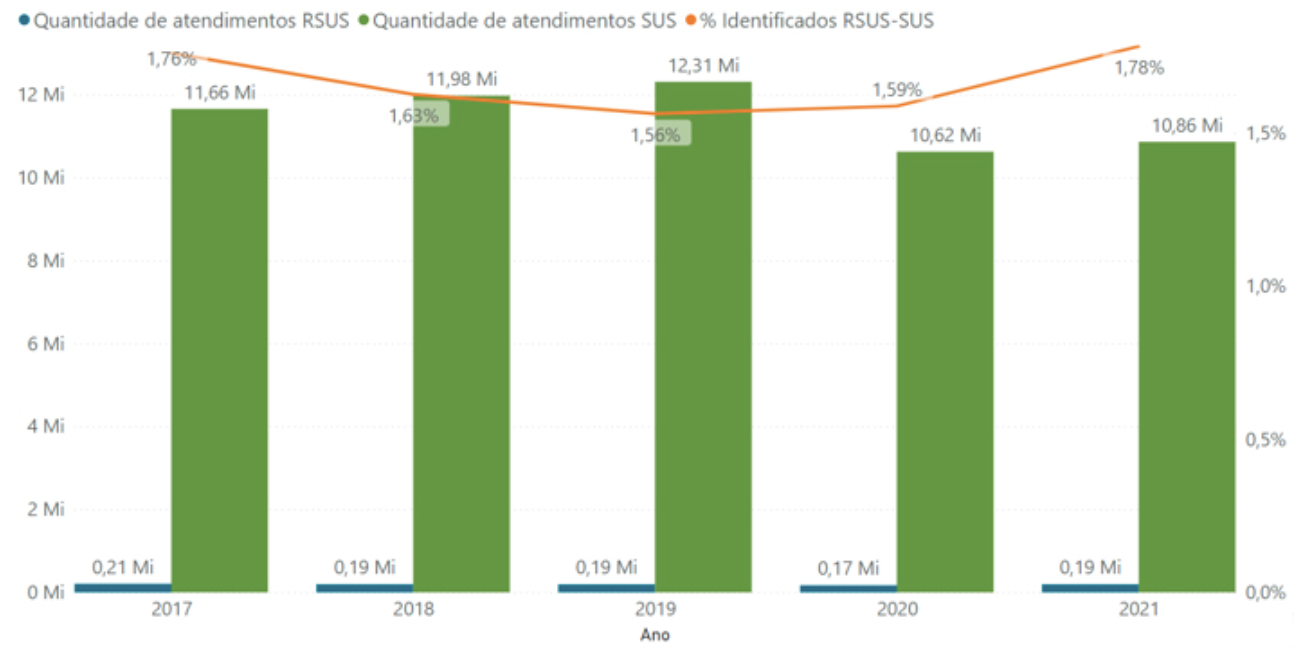 Quantidade de atendimentos RSUS Quantidade de atendimentos SUS % Identificados RSUS-SUS
1,76%
11,66 Mi
11,98 Mi
1,63%
12,31 Mi
1,56%
1,59%
10,62 Mi
1,78%
10,86 Mi
12 Mi
10 Mi
8 Mi
6 Mi
4 Mi
2 Mi
0 Mi
1,5%
1,0%
0,5%
0,0%
0,21 Mi
0,19 Mi
0,19 Mi
0,17 Mi
0,19 Mi
2017
2018
2019
2020
2021
Ano